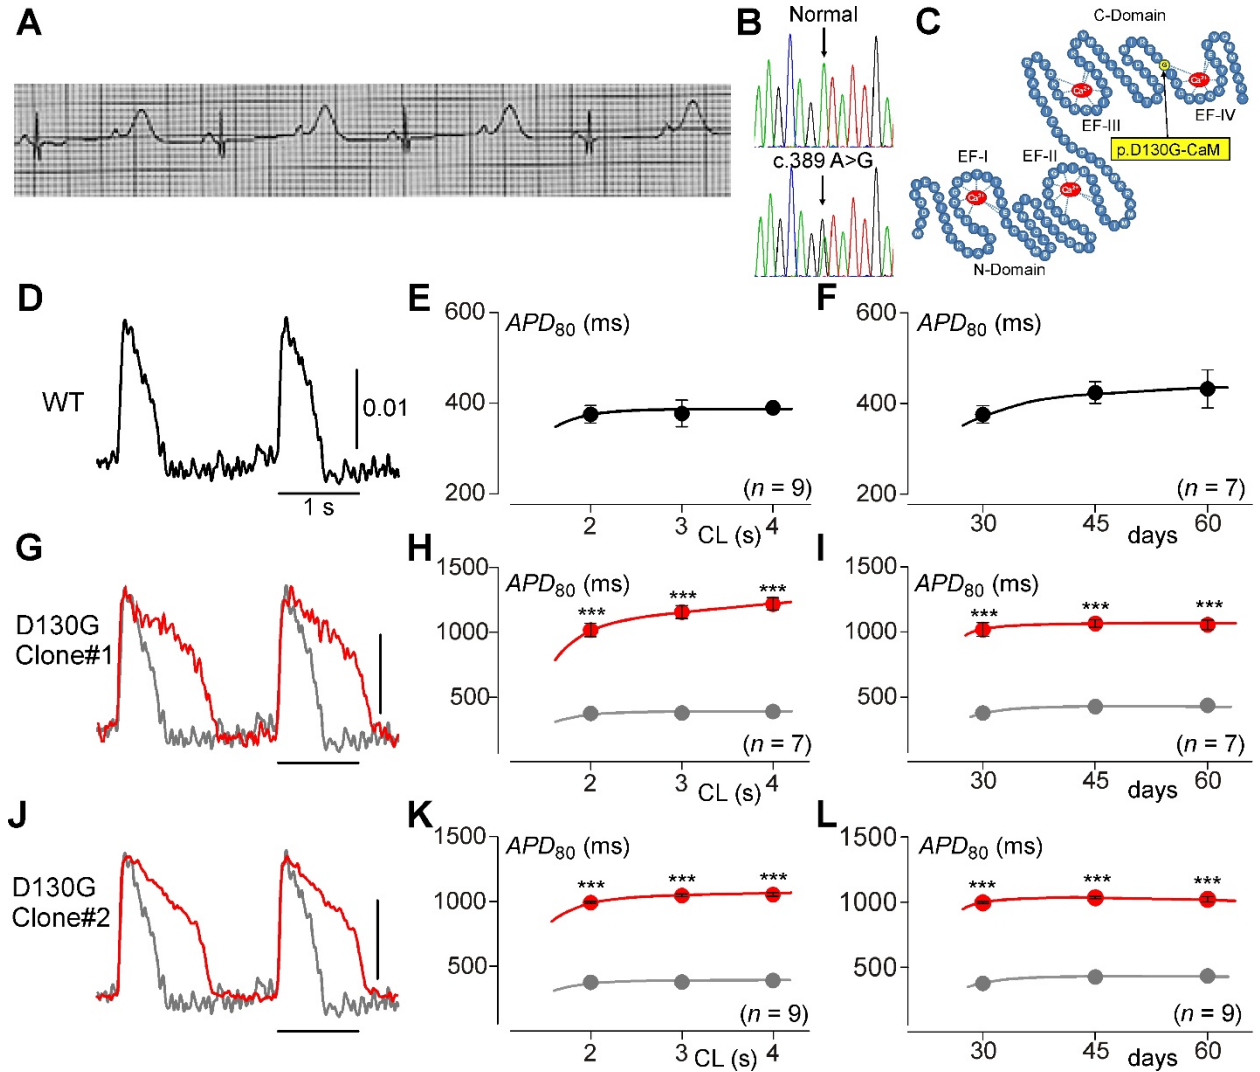 A
B
Normal
c.389 A>G
C
C-Domain
Ca²⁺
Ca²⁺
EF-III
EF-IV
p.D130G-CaM
EF-I
EF-II
Ca²⁺
Ca²⁺
N-Domain
D
WT
0.01
1 s
E
600
APD₈₀ (ms)
400
200
(n = 9)
2
3
4
CL (s)
F
600
APD₈₀ (ms)
400
200
(n = 7)
30
45
60
days
G
D130G
Clone#1
H
1500
APD₈₀ (ms)
***
***
***
1000
500
(n = 7)
2
3
4
CL (s)
I
1500
APD₈₀ (ms)
***
***
***
1000
500
(n = 7)
30
45
60
days
J
D130G
Clone#2
K
1500
APD₈₀ (ms)
***
***
***
1000
500
(n = 9)
2
3
4
CL (s)
L
1500
APD₈₀ (ms)
***
***
***
1000
500
(n = 9)
30
45
60
days